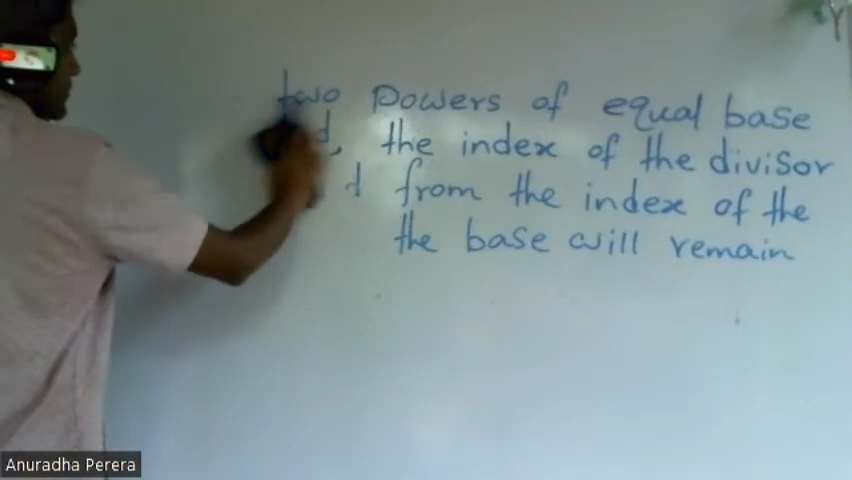 two powers of equal base
d, the index of the divisor
d from the index of the
the base will remain
Anuradha Perera